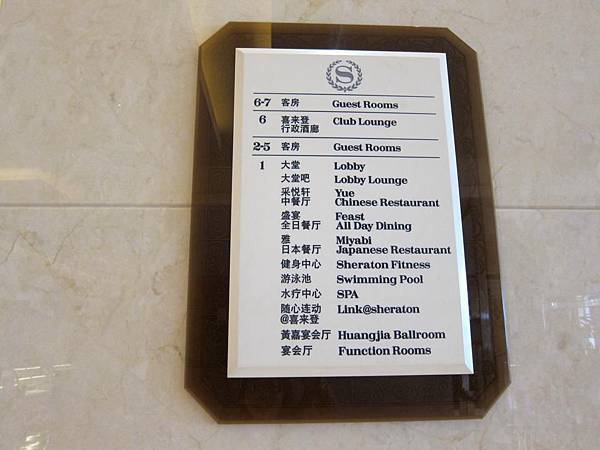 S
6-7 客房 Guest Rooms
6 喜来登 Club Lounge
行政酒廊
2-5 客房 Guest Rooms
1 大堂 Lobby
大堂吧 Lobby Lounge
采悦轩 Yue
中餐厅 Chinese Restaurant
盛宴 Feast
全日餐厅 All Day Dining
雅 Miyabi
日本餐厅 Japanese Restaurant
健身中心 Sheraton Fitness
游泳池 Swimming Pool
水疗中心 SPA
随心连动 Link@sheraton
@喜来登
黃嘉宴会厅 Huangjia Ballroom
宴会厅 Function Rooms